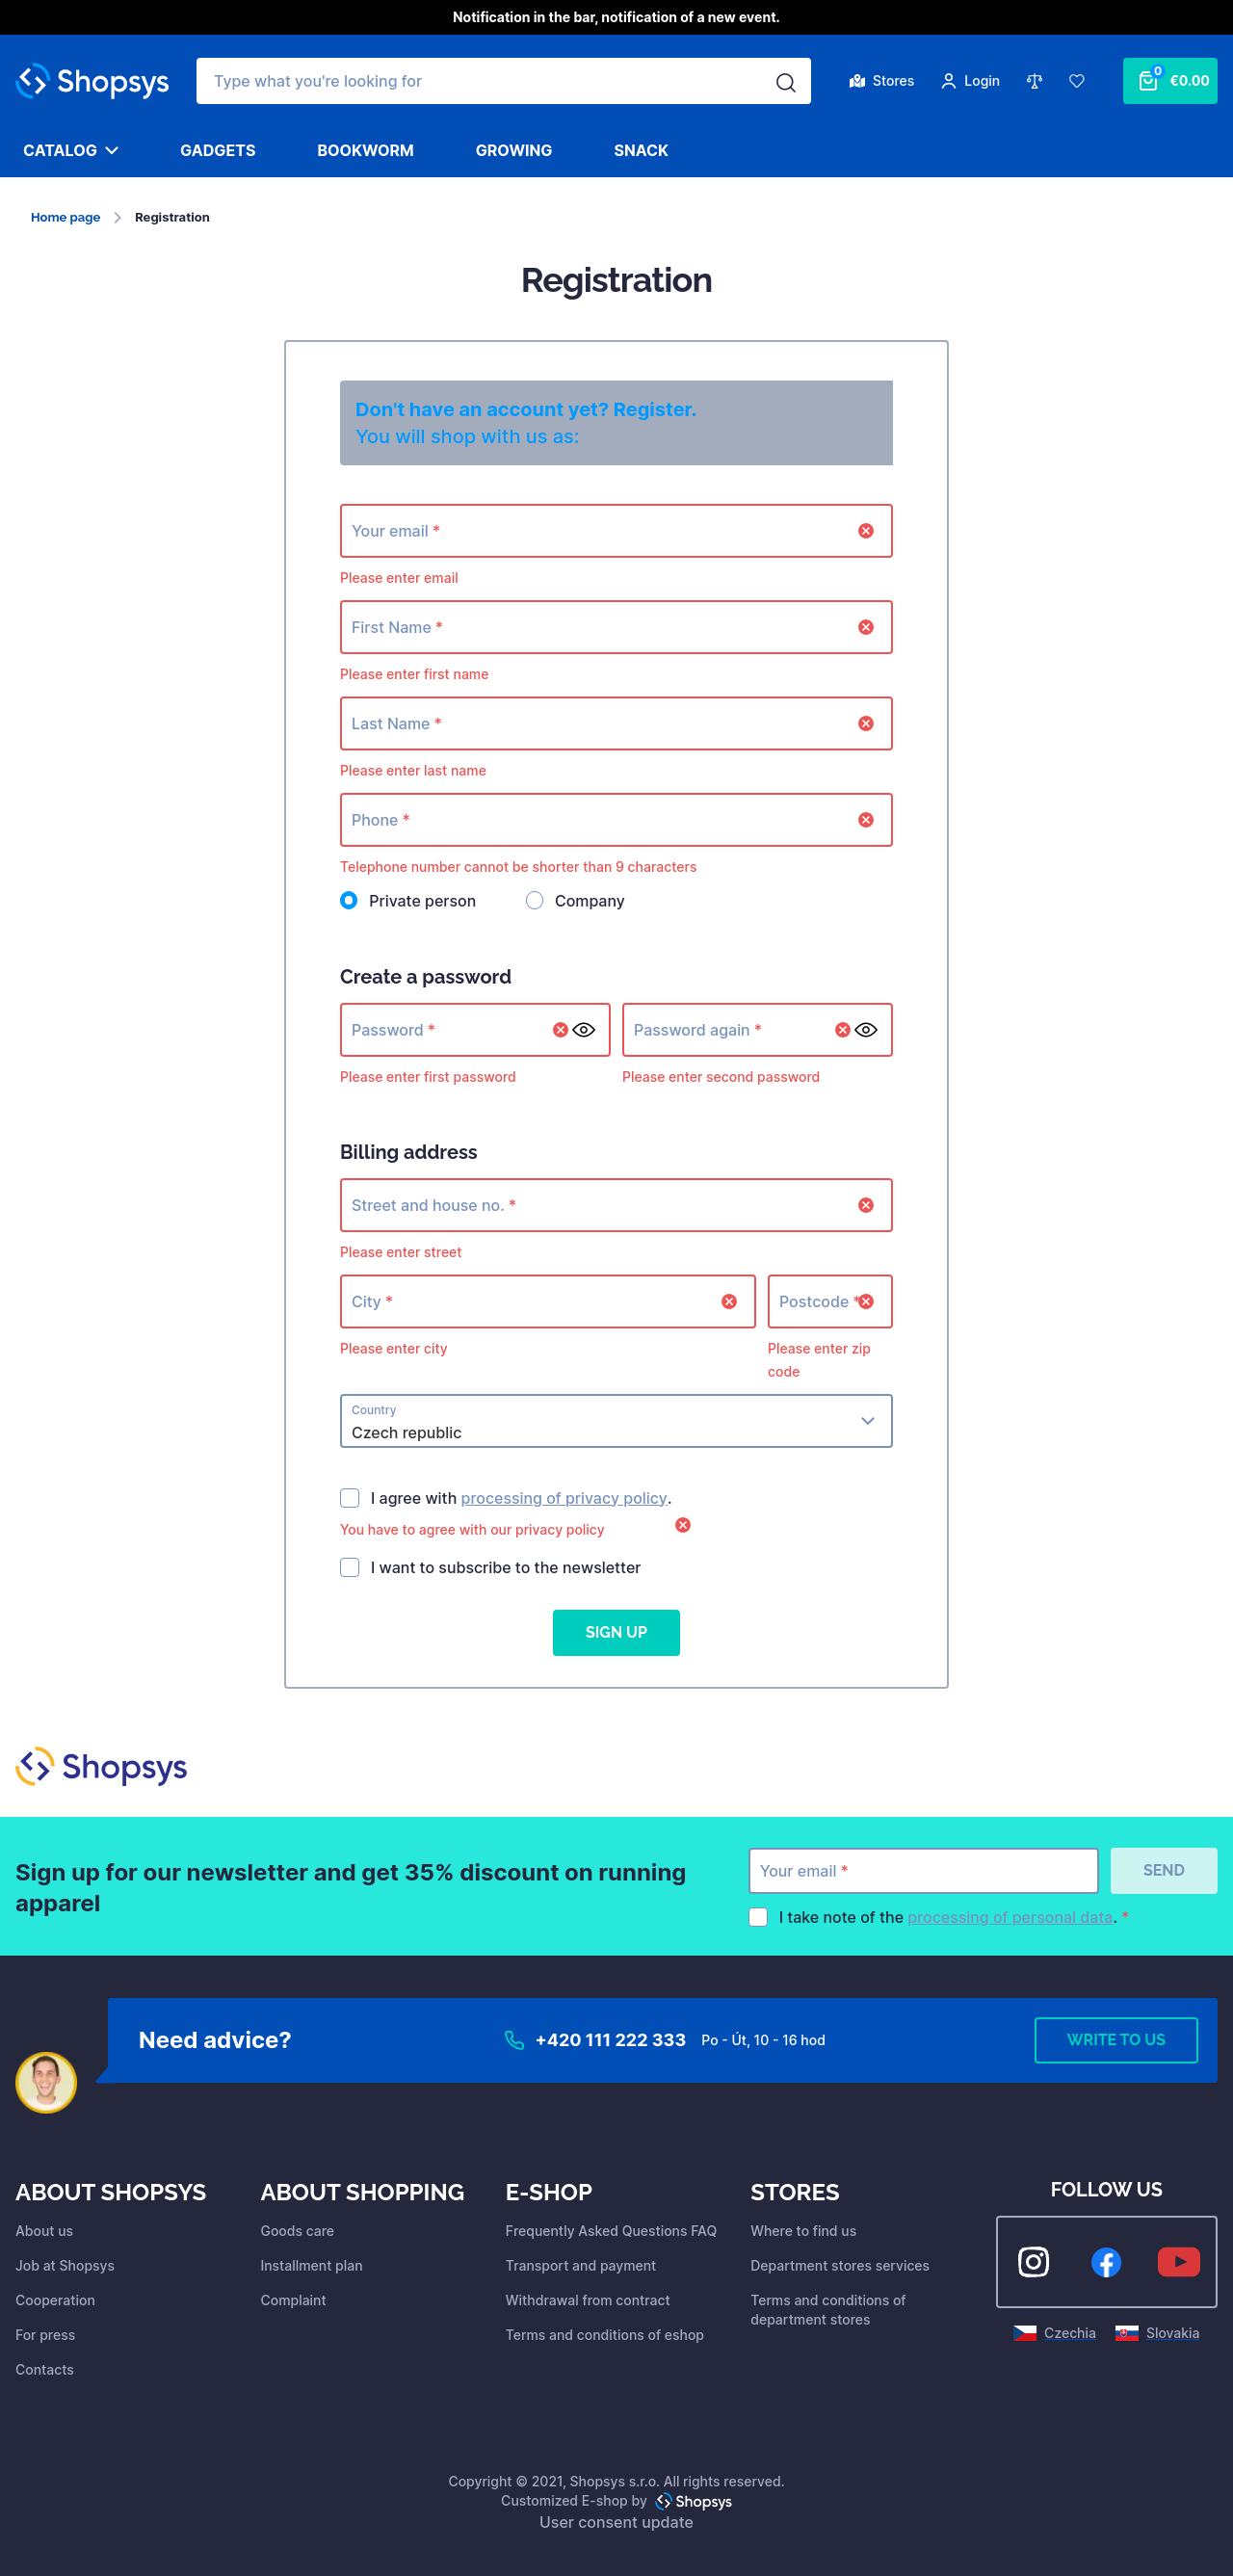 Notification in the bar, notification of a new event.
Shopsys
Type what you're looking for
Stores
Login
0
€0.00
CATALOG
GADGETS
BOOKWORM
GROWING
SNACK
Home page
Registration
Registration
Don't have an account yet? Register.
You will shop with us as:
Your email *
Please enter email
First Name *
Please enter first name
Last Name *
Please enter last name
Phone *
Telephone number cannot be shorter than 9 characters
Private person
Company
Create a password
Password *
Password again *
Please enter first password
Please enter second password
Billing address
Street and house no. *
Please enter street
City *
Postcode *
Please enter city
Please enter zip
code
Country
Czech republic
I agree with processing of privacy policy.
You have to agree with our privacy policy
I want to subscribe to the newsletter
SIGN UP
Shopsys
Sign up for our newsletter and get 35% discount on running
apparel
Your email *
SEND
I take note of the processing of personal data. *
Need advice?
+420 111 222 333
Po - Út, 10 - 16 hod
WRITE TO US
ABOUT SHOPSYS
About us
Job at Shopsys
Cooperation
For press
Contacts
ABOUT SHOPPING
Goods care
Installment plan
Complaint
E-SHOP
Frequently Asked Questions FAQ
Transport and payment
Withdrawal from contract
Terms and conditions of eshop
STORES
Where to find us
Department stores services
Terms and conditions of
department stores
FOLLOW US
Czechia
Slovakia
Copyright © 2021, Shopsys s.r.o. All rights reserved.
Customized E-shop by Shopsys
User consent update